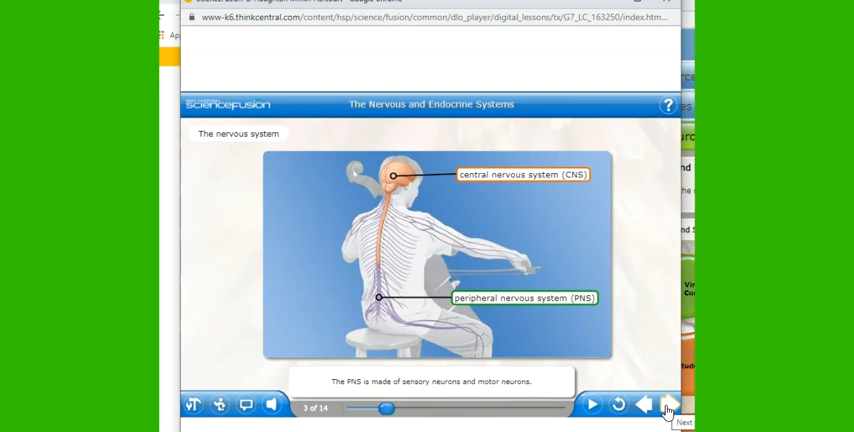 www-k6.thinkcentral.com/content/hsp/science/fusion/common/dlo_player/digital_lessons/tx/G7_LC_163250/index.htm...
Ap
SCIENCEFUSION
The Nervous and Endocrine Systems
?
The nervous system
central nervous system (CNS)
peripheral nervous system (PNS)
The PNS is made of sensory neurons and motor neurons.
3 of 14
Next